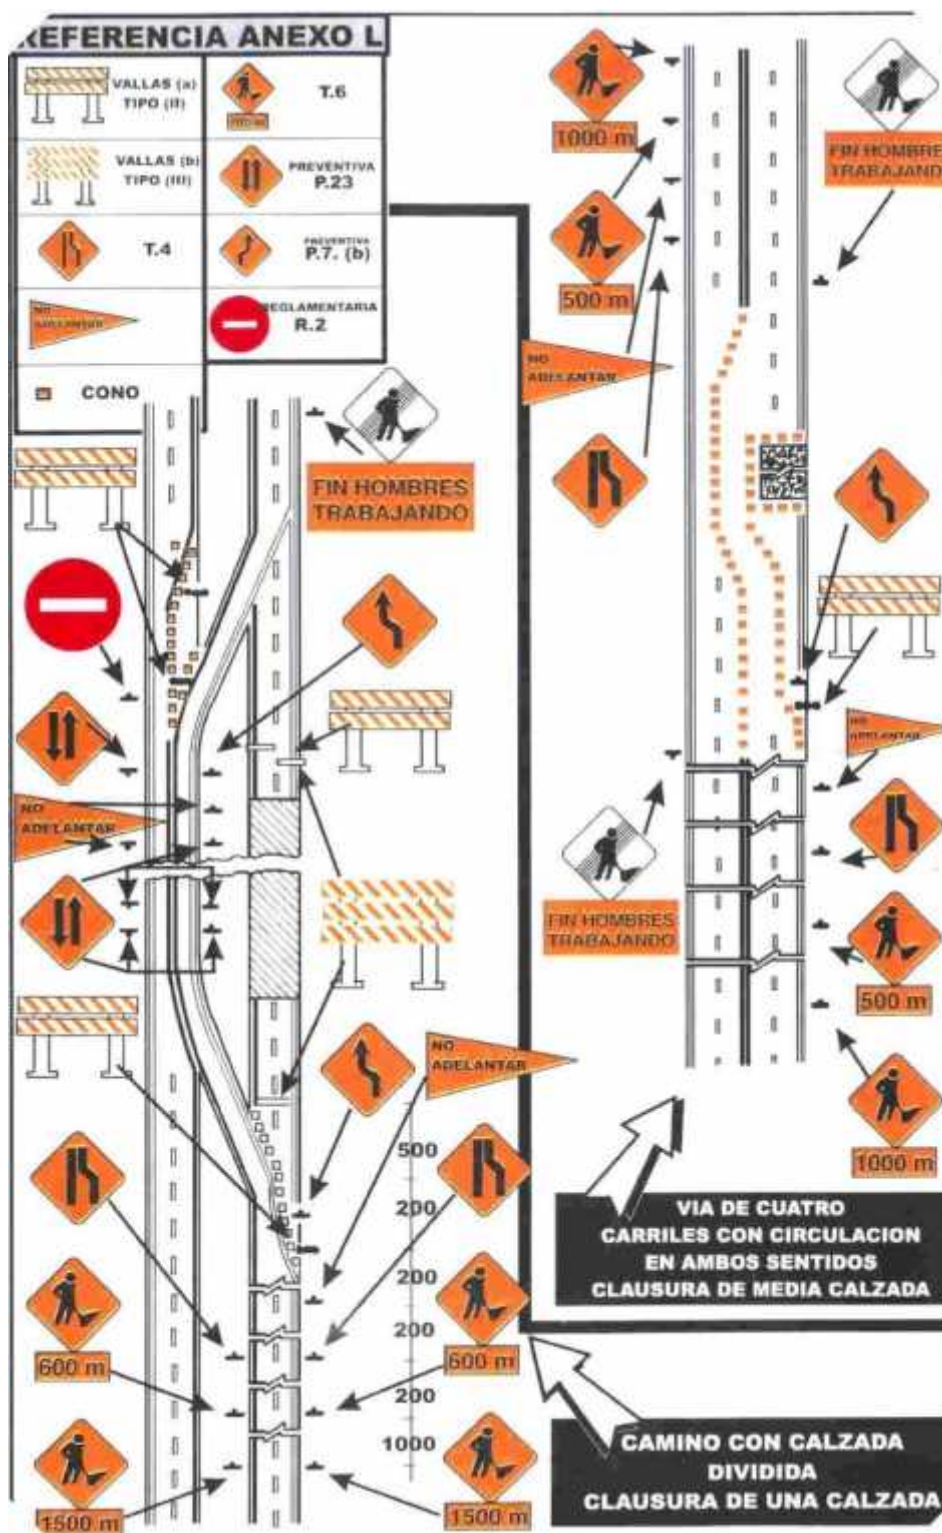 REFERENCIA ANEXO L
VALLAS (a)
TIPO (II)
T.6
VALLAS (b)
TIPO (III)
PREVENTIVA
P.23
T.4
PREVENTIVA
P.7. (b)
NO
ADELANTAR
REGLAMENTARIA
R.2
CONO
1000 m
500 m
NO
ADELANTAR
FIN HOMBRES
TRABAJANDO
FIN HOMBRES
TRABAJANDO
NO
ADELANTAR
NO
ADELANTAR
FIN HOMBRES
TRABAJANDO
500 m
1000 m
NO
ADELANTAR
500
200
200
200
200
1000
600 m
600 m
1500 m
1500 m
VIA DE CUATRO
CARRILES CON CIRCULACION
EN AMBOS SENTIDOS
CLAUSURA DE MEDIA CALZADA
CAMINO CON CALZADA
DIVIDIDA
CLAUSURA DE UNA CALZADA